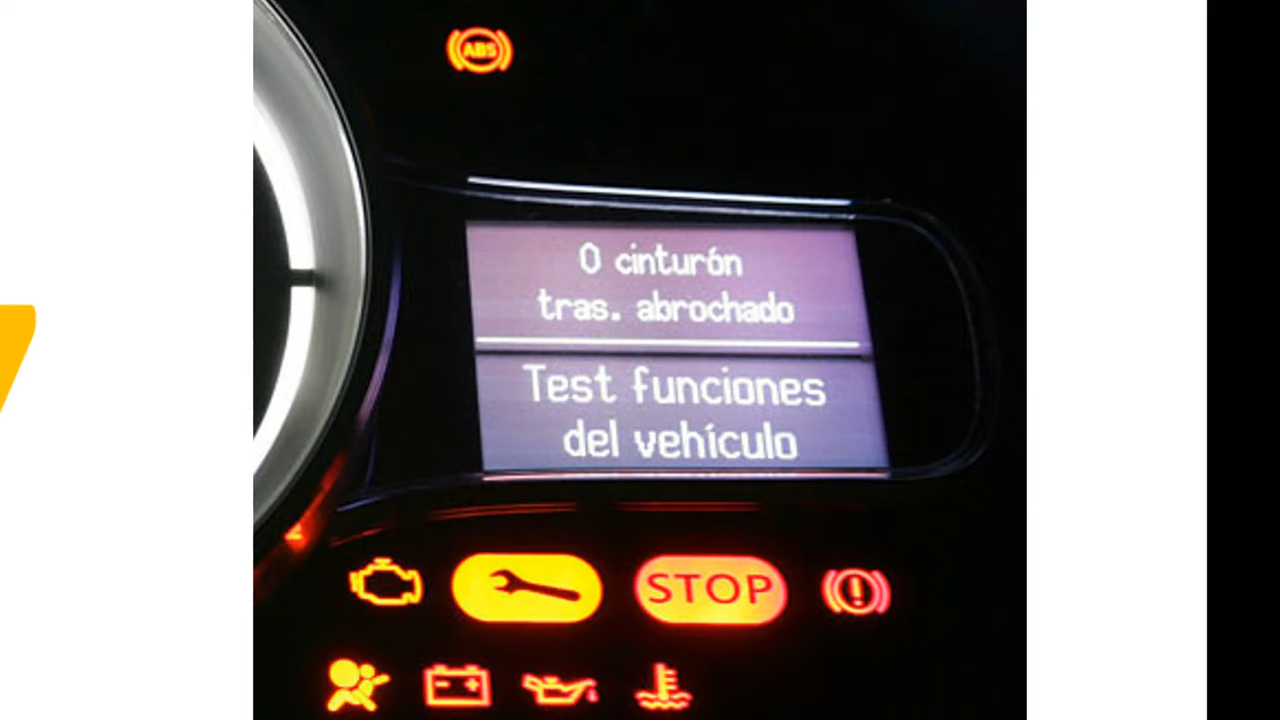 ABS
0 cinturón
tras. abrochado
Test funciones
del vehículo
STOP